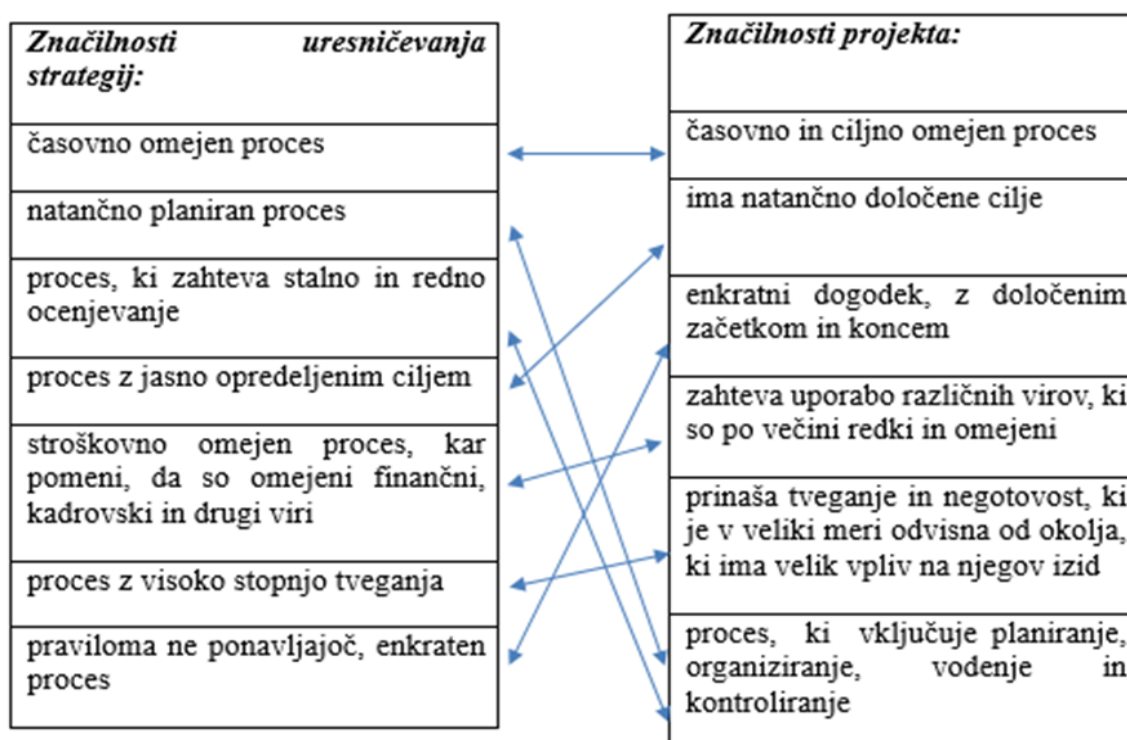 Značilnosti uresničevanja
strategij:
časovno omejen proces
natančno planiran proces
proces, ki zahteva stalno in redno
ocenjevanje
proces z jasno opredeljenim ciljem
stroškovno omejen proces, kar
pomeni, da so omejeni finančni,
kadrovski in drugi viri
proces z visoko stopnjo tveganja
praviloma ne ponavljajoč, enkraten
proces
Značilnosti projekta:
časovno in ciljno omejen proces
ima natančno določene cilje
enkratni dogodek, z določenim
začetkom in koncem
zahteva uporabo različnih virov, ki
so po večini redki in omejeni
prinaša tveganje in negotovost, ki
je v veliki meri odvisna od okolja,
ki ima velik vpliv na njegov izid
proces, ki vključuje planiranje,
organiziranje, vodenje in
kontroliranje